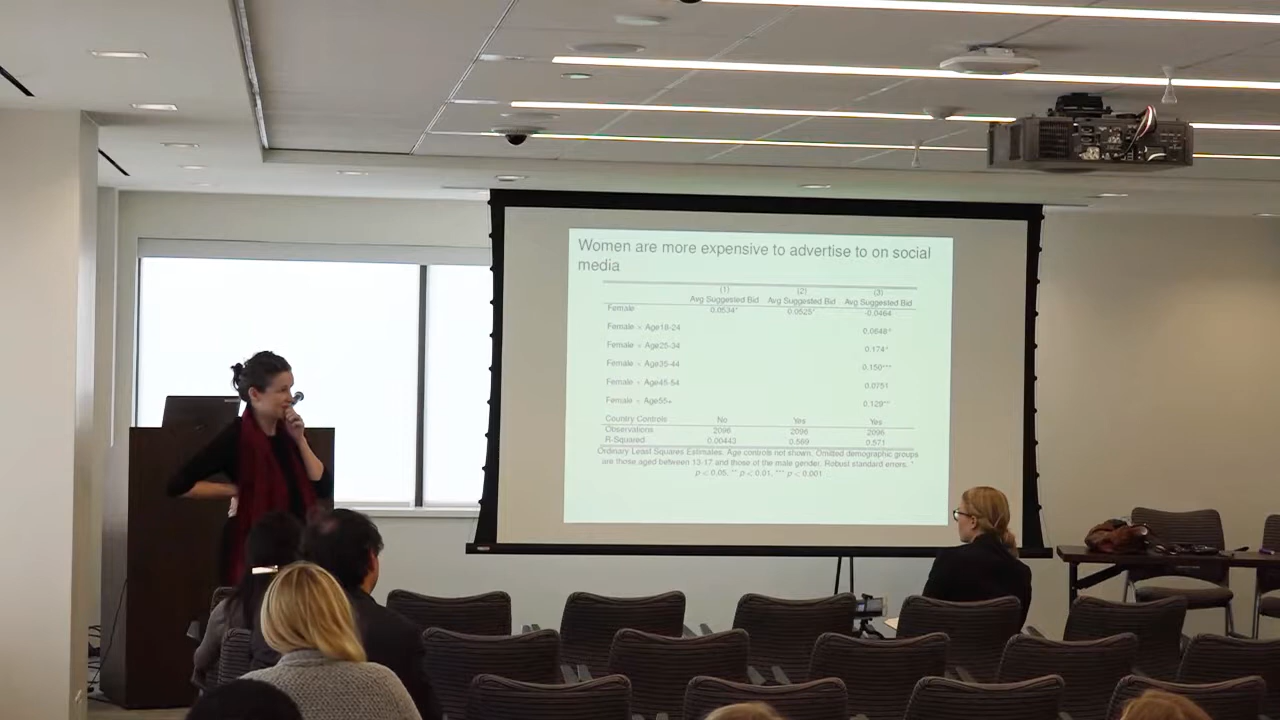 Women are more expensive to advertise to on social
media
(1) (2) (3)
Avg Suggested Bid Avg Suggested Bid Avg Suggested Bid
Female 0.0534* 0.0525* -0.0464
Female × Age18-24 0.0648*
Female × Age25-34 0.174*
Female × Age35-44 0.150***
Female × Age45-54 0.0751
Female × Age55+ 0.129**
Country Controls No Yes Yes
Observations 2096 2096 2096
R-Squared 0.00443 0.569 0.571
Ordinary Least Squares Estimates. Age controls not shown. Omitted demographic groups
are those aged between 13-17 and those of the male gender. Robust standard errors. *
p < 0.05, ** p < 0.01, *** p < 0.001